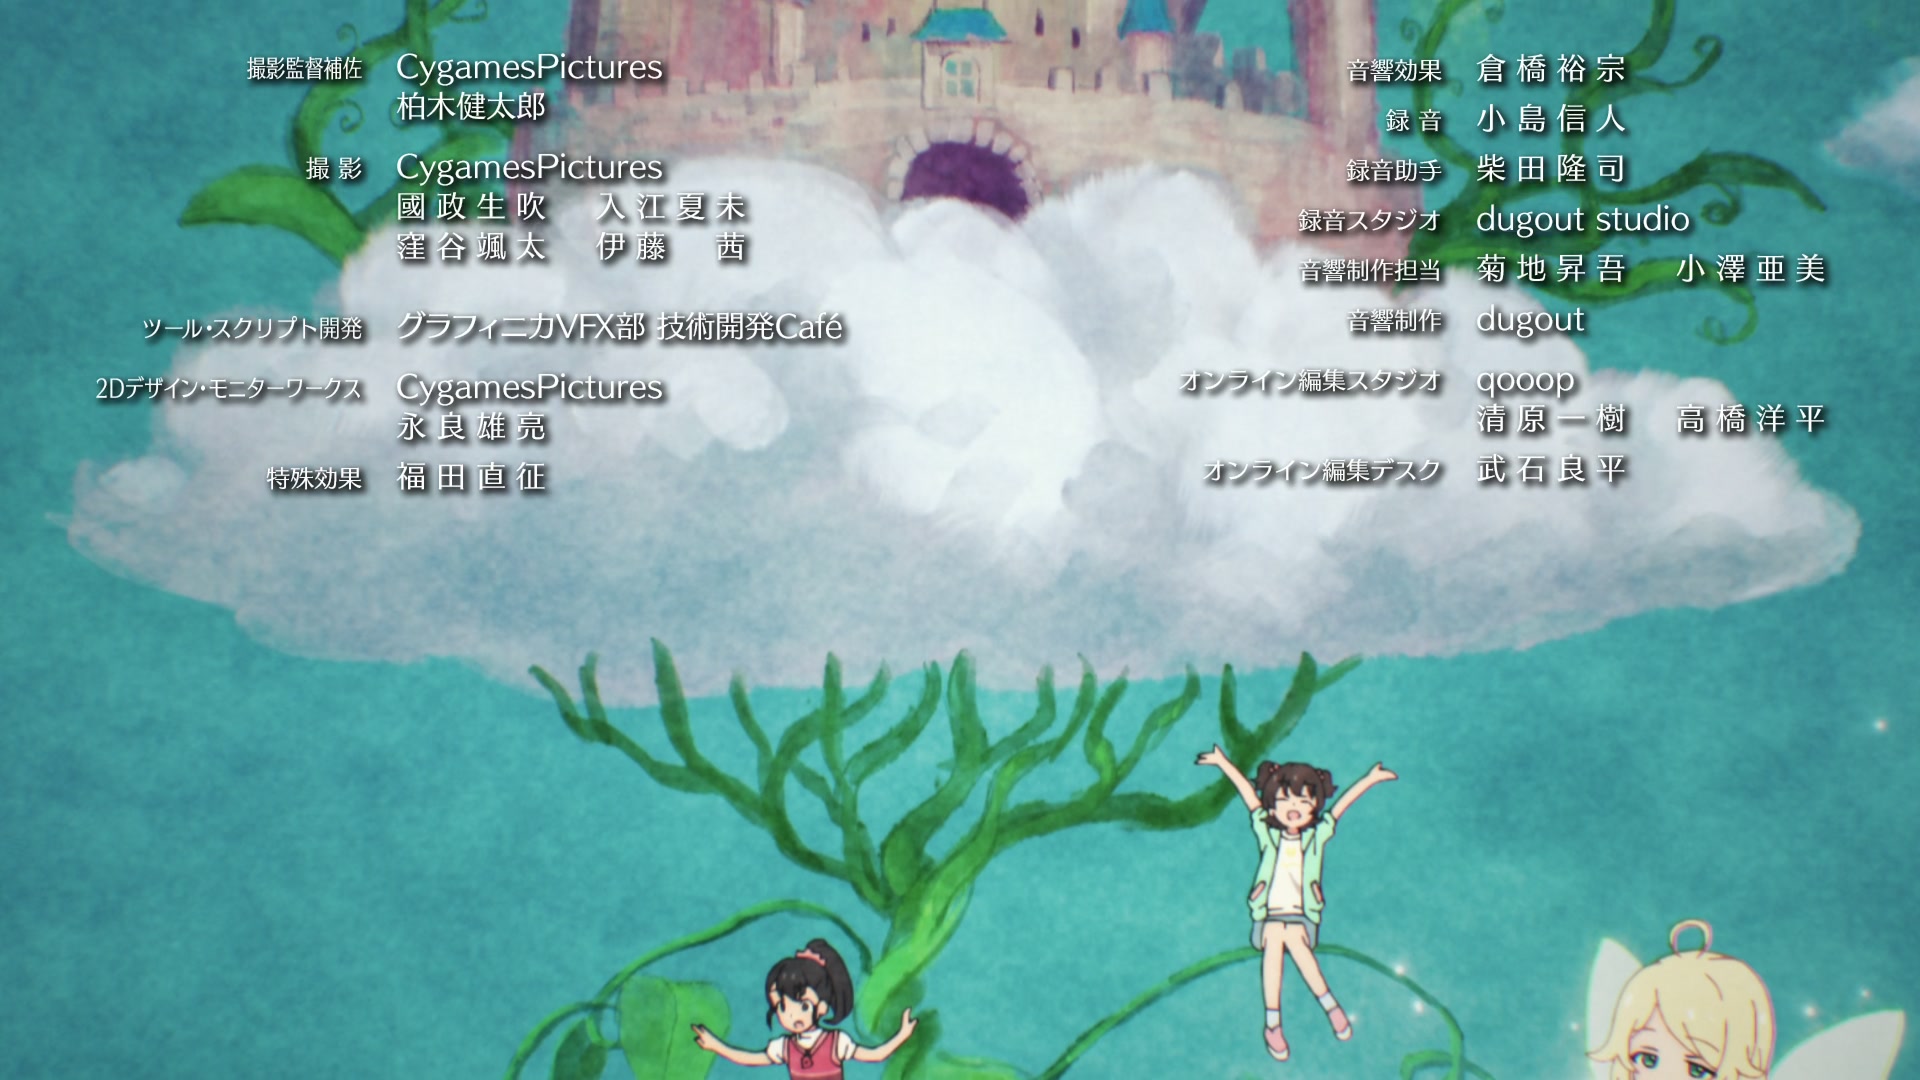 撮影監督補佐 CygamesPictures
柏木健太郎
撮影 CygamesPictures
國政生吹 入江夏未
窪谷颯太 伊藤 茜
ツール・スクリプト開発 グラフィニカVFX部 技術開発Café
2Dデザイン・モニターワークス CygamesPictures
永良雄亮
特殊効果 福田直征
音響効果 倉橋裕宗
録音 小島信人
録音助手 柴田隆司
録音スタジオ dugout studio
音響制作担当 菊地昇吾 小澤亜美
音響制作 dugout
オンライン編集スタジオ qooop
清原一樹 高橋洋平
オンライン編集デスク 武石良平